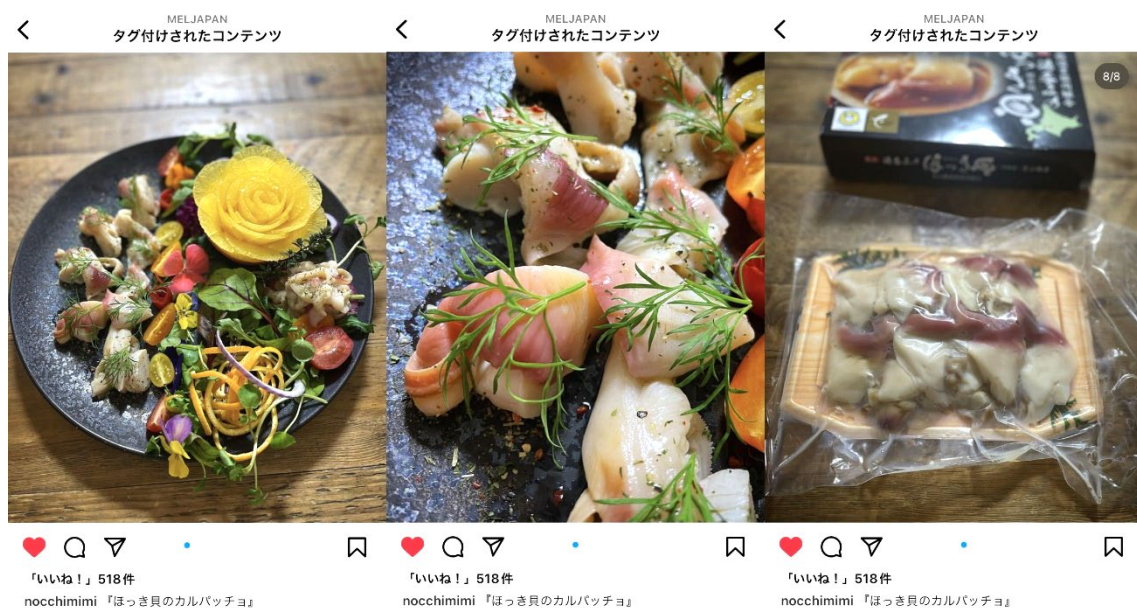 MELJAPAN
タグ付けされたコンテンツ
「いいね！」518件
nocchimimi 『ほっき貝のカルパッチョ』
MELJAPAN
タグ付けされたコンテンツ
「いいね！」518件
nocchimimi 『ほっき貝のカルパッチョ』
MELJAPAN
タグ付けされたコンテンツ
8/8
「いいね！」518件
nocchimimi 『ほっき貝のカルパッチョ』